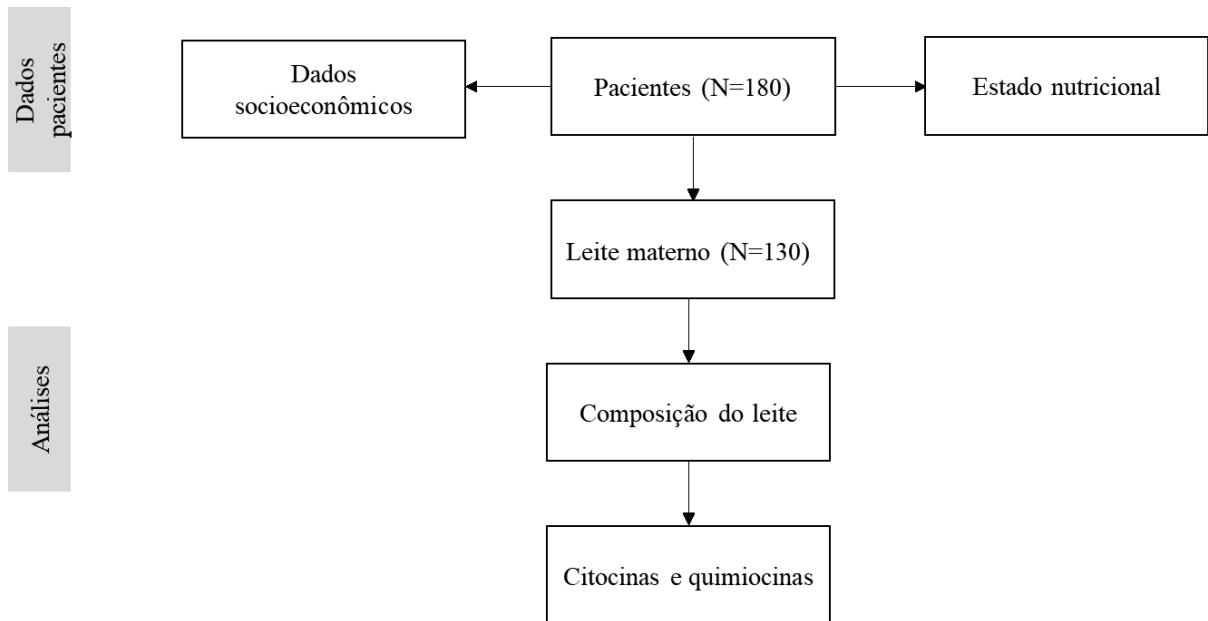 Dados
pacientes
Dados
socioeconômicos
Pacientes (N=180)
Estado nutricional
Leite materno (N=130)
Análises
Composição do leite
Citocinas e quimiocinas